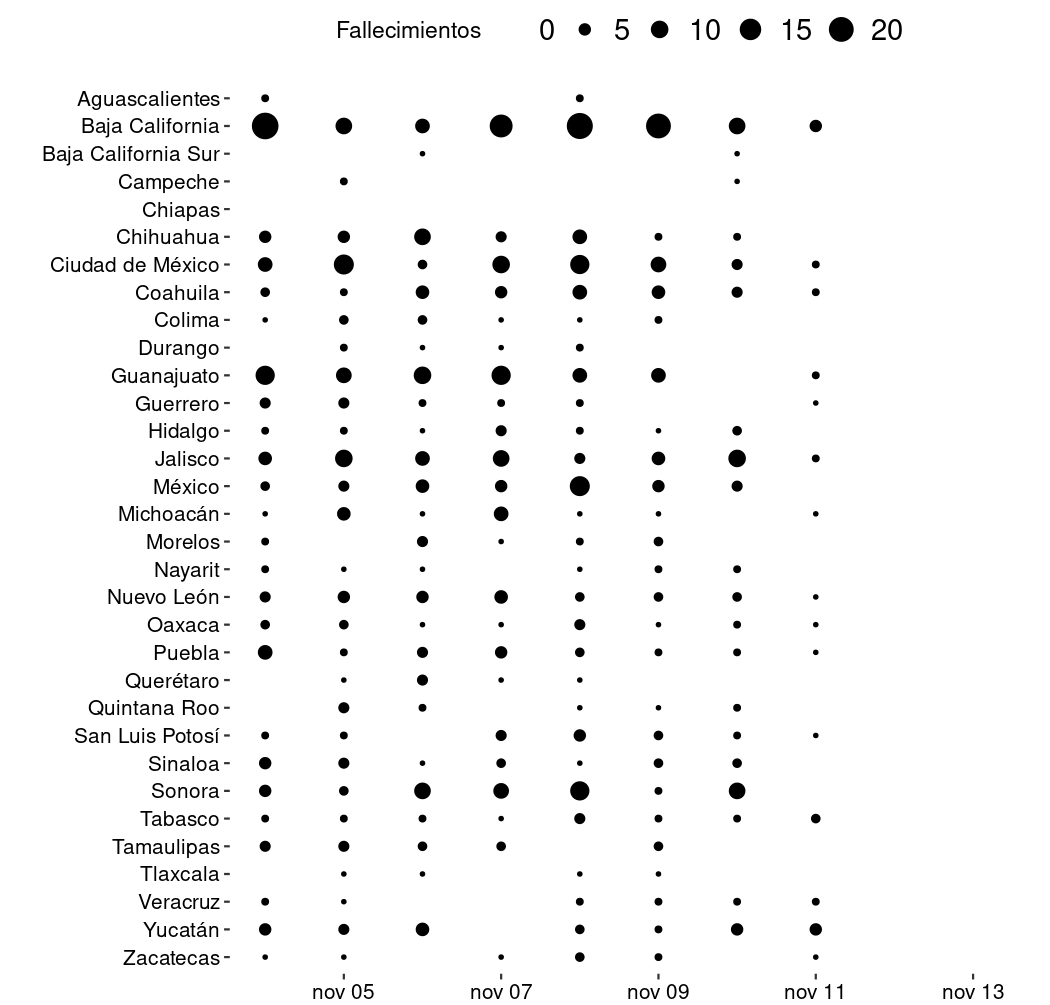 Fallecimientos 0 5 10 15 20
Aguascalientes
Baja California
Baja California Sur
Campeche
Chiapas
Chihuahua
Ciudad de México
Coahuila
Colima
Durango
Guanajuato
Guerrero
Hidalgo
Jalisco
México
Michoacán
Morelos
Nayarit
Nuevo León
Oaxaca
Puebla
Querétaro
Quintana Roo
San Luis Potosí
Sinaloa
Sonora
Tabasco
Tamaulipas
Tlaxcala
Veracruz
Yucatán
Zacatecas
nov 05 nov 07 nov 09 nov 11 nov 13